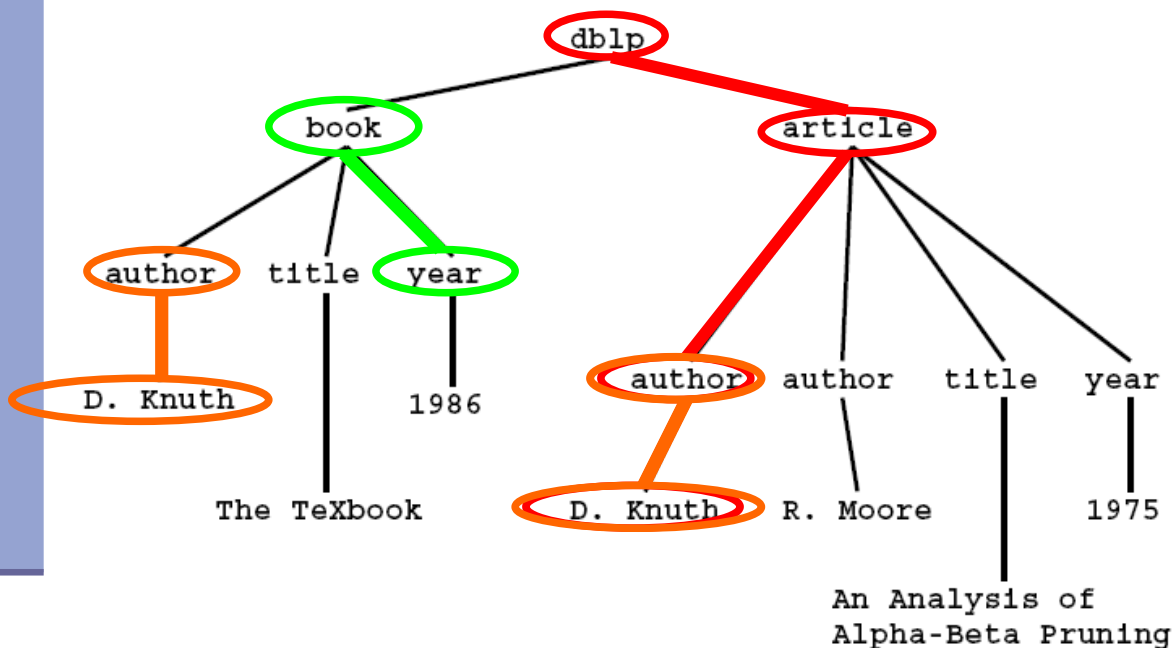 dblp
book
article
author
title
year
D. Knuth
1986
The TeXbook
author
author
title
year
D. Knuth
R. Moore
1975
An Analysis of
Alpha-Beta Pruning